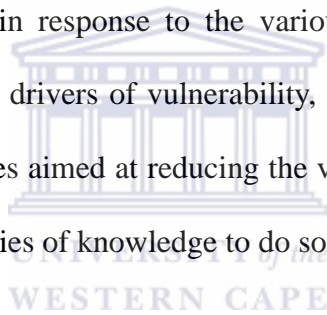 in response to the vario
drivers of vulnerability,
es aimed at reducing the v
ies of knowledge to do so
UNIVERSITY of the
WESTERN CAPE